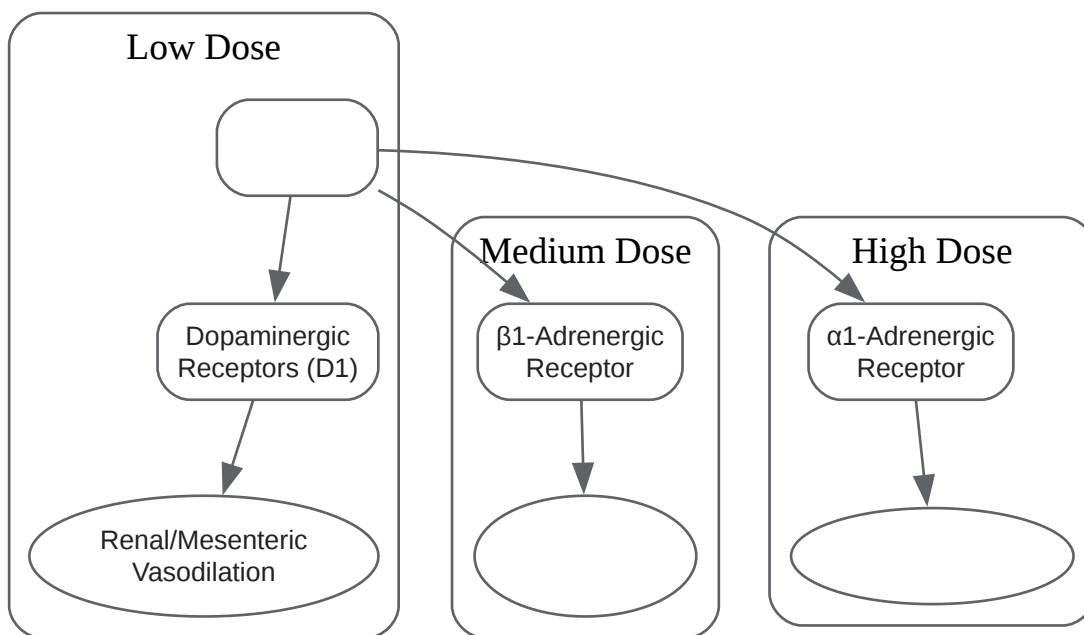 Low Dose
Medium Dose
High Dose
Dopaminergic
Receptors (D1)
β1-Adrenergic
Receptor
α1-Adrenergic
Receptor
Renal/Mesenteric
Vasodilation